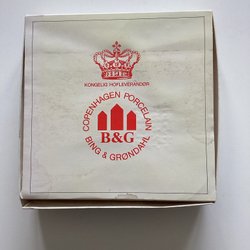 KONGELIG HOFLEVERANDØR
COPENHAGEN PORCELAIN
B&G
BING & GRØNDAHL